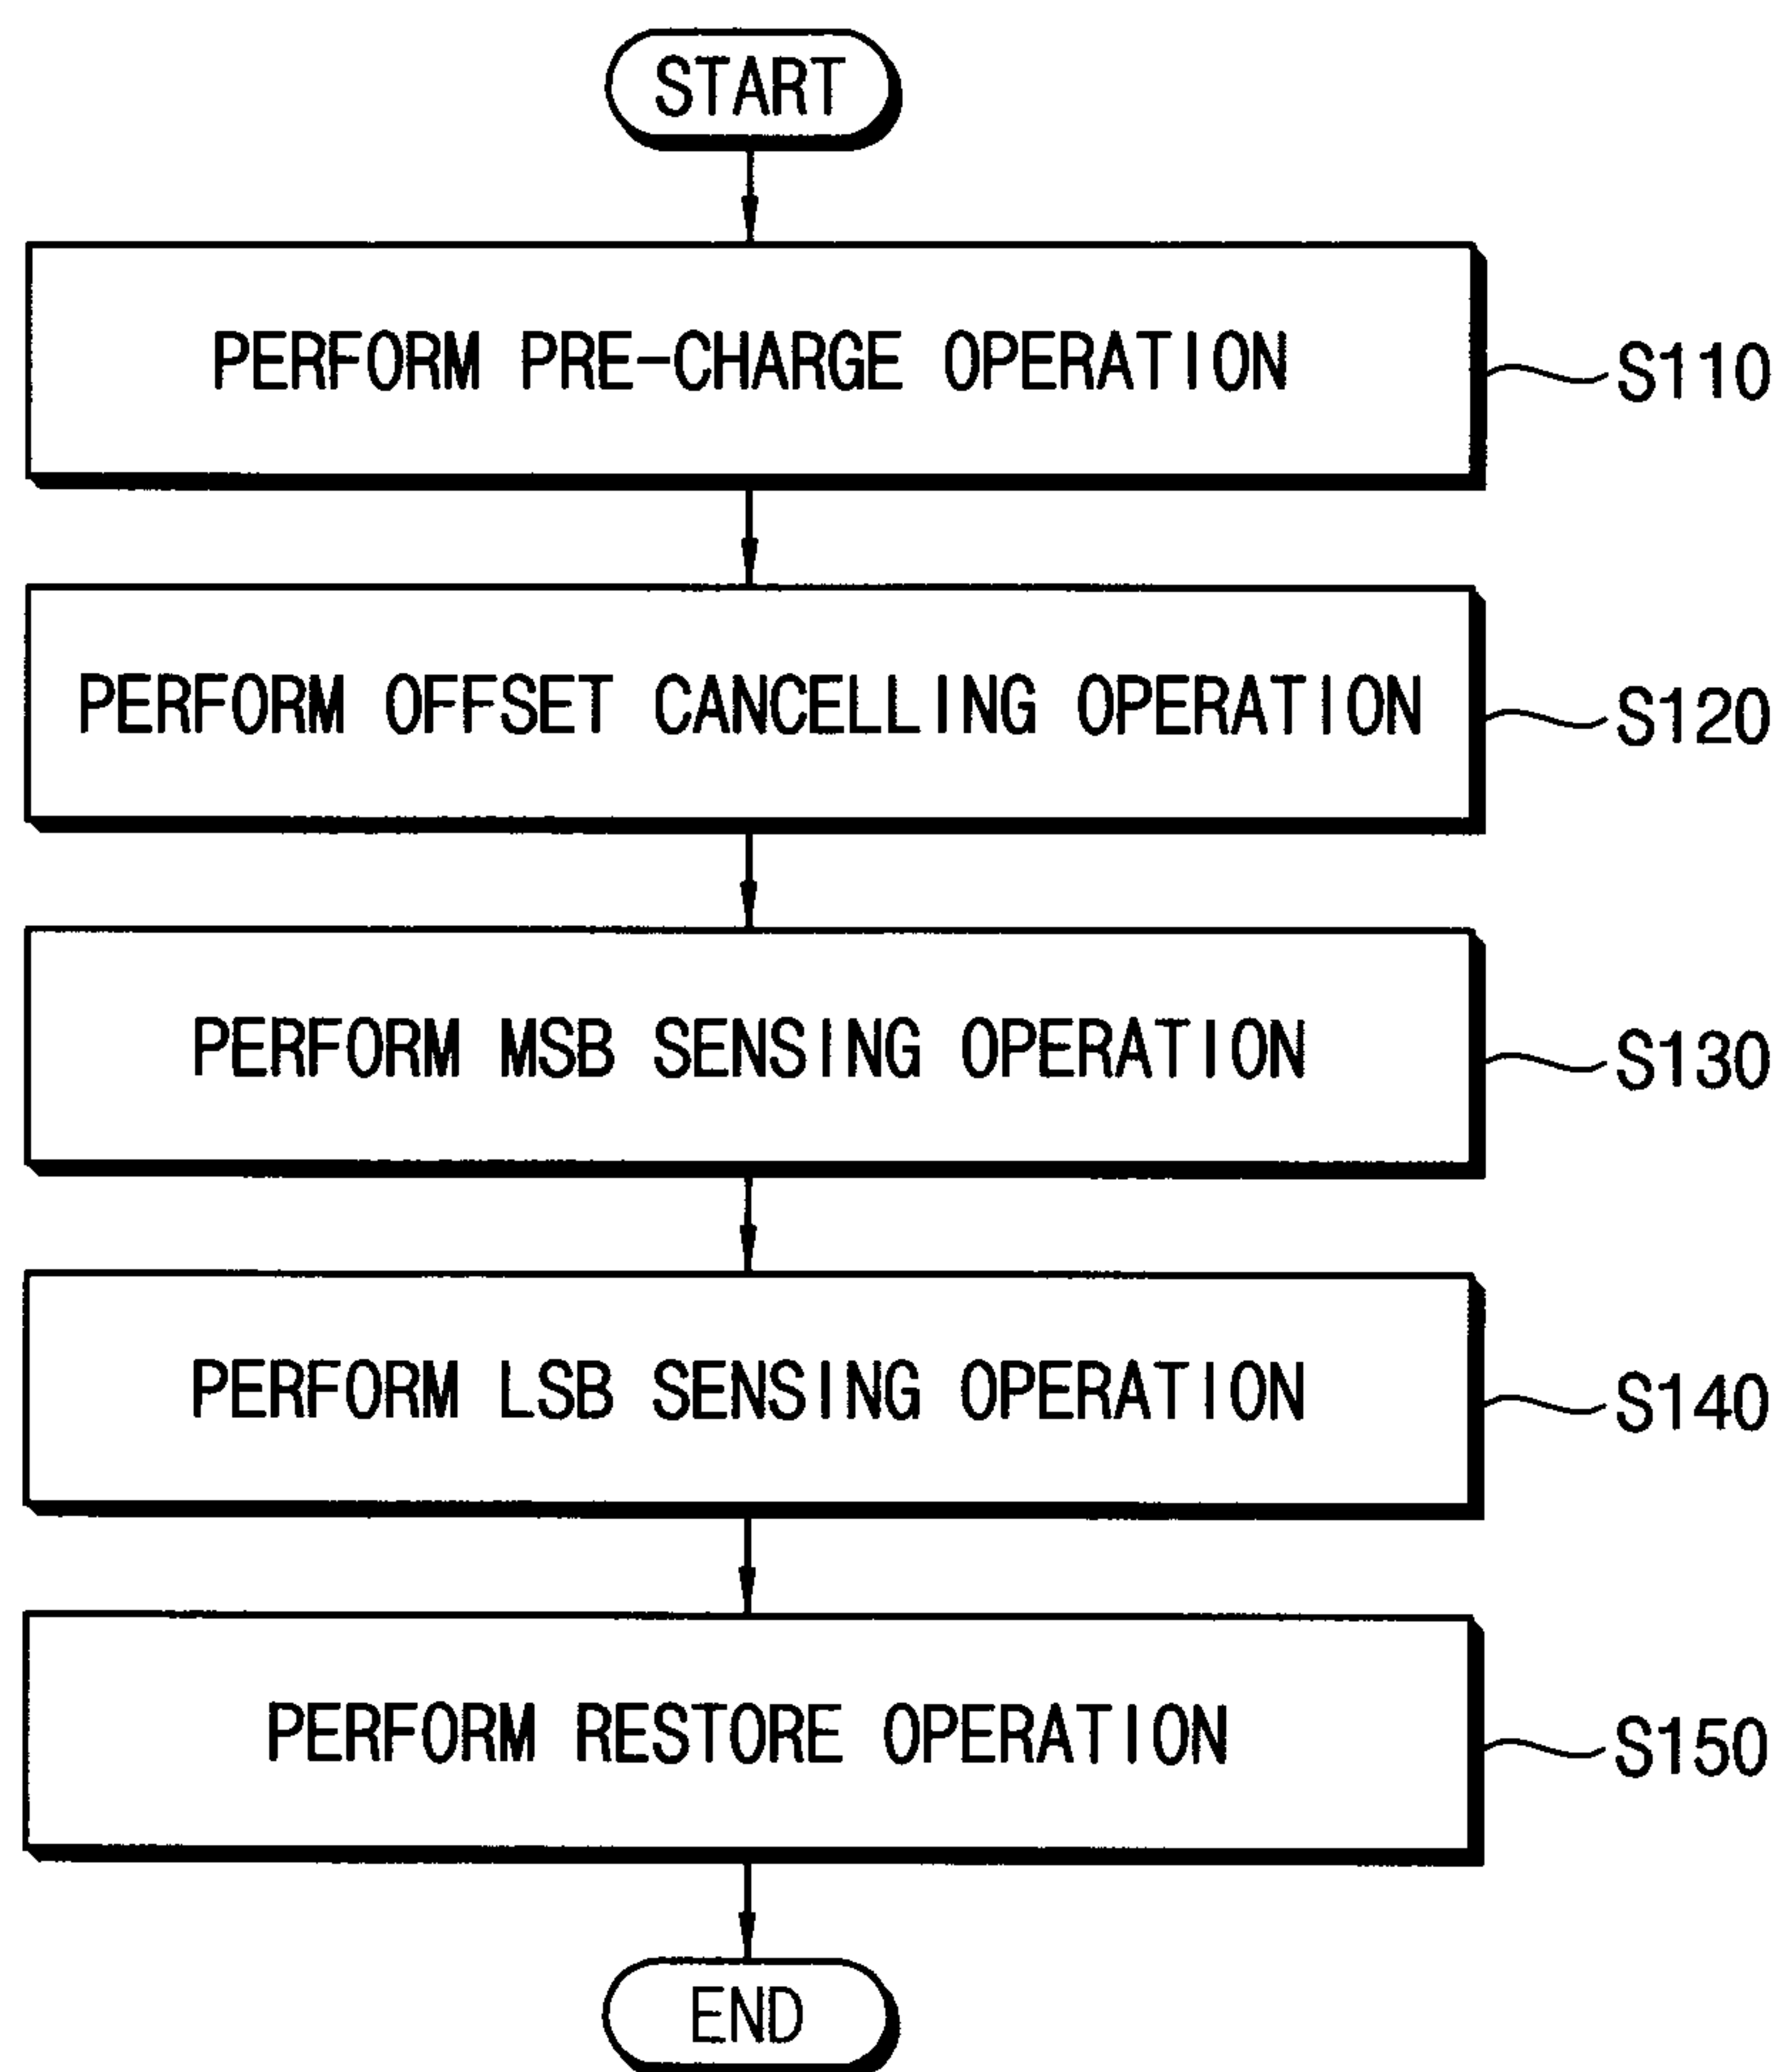 START
PERFORM PRE-CHARGE OPERATION
S110
PERFORM OFFSET CANCELLING OPERATION
S120
PERFORM MSB SENSING OPERATION
S130
PERFORM LSB SENSING OPERATION
S140
PERFORM RESTORE OPERATION
S150
END